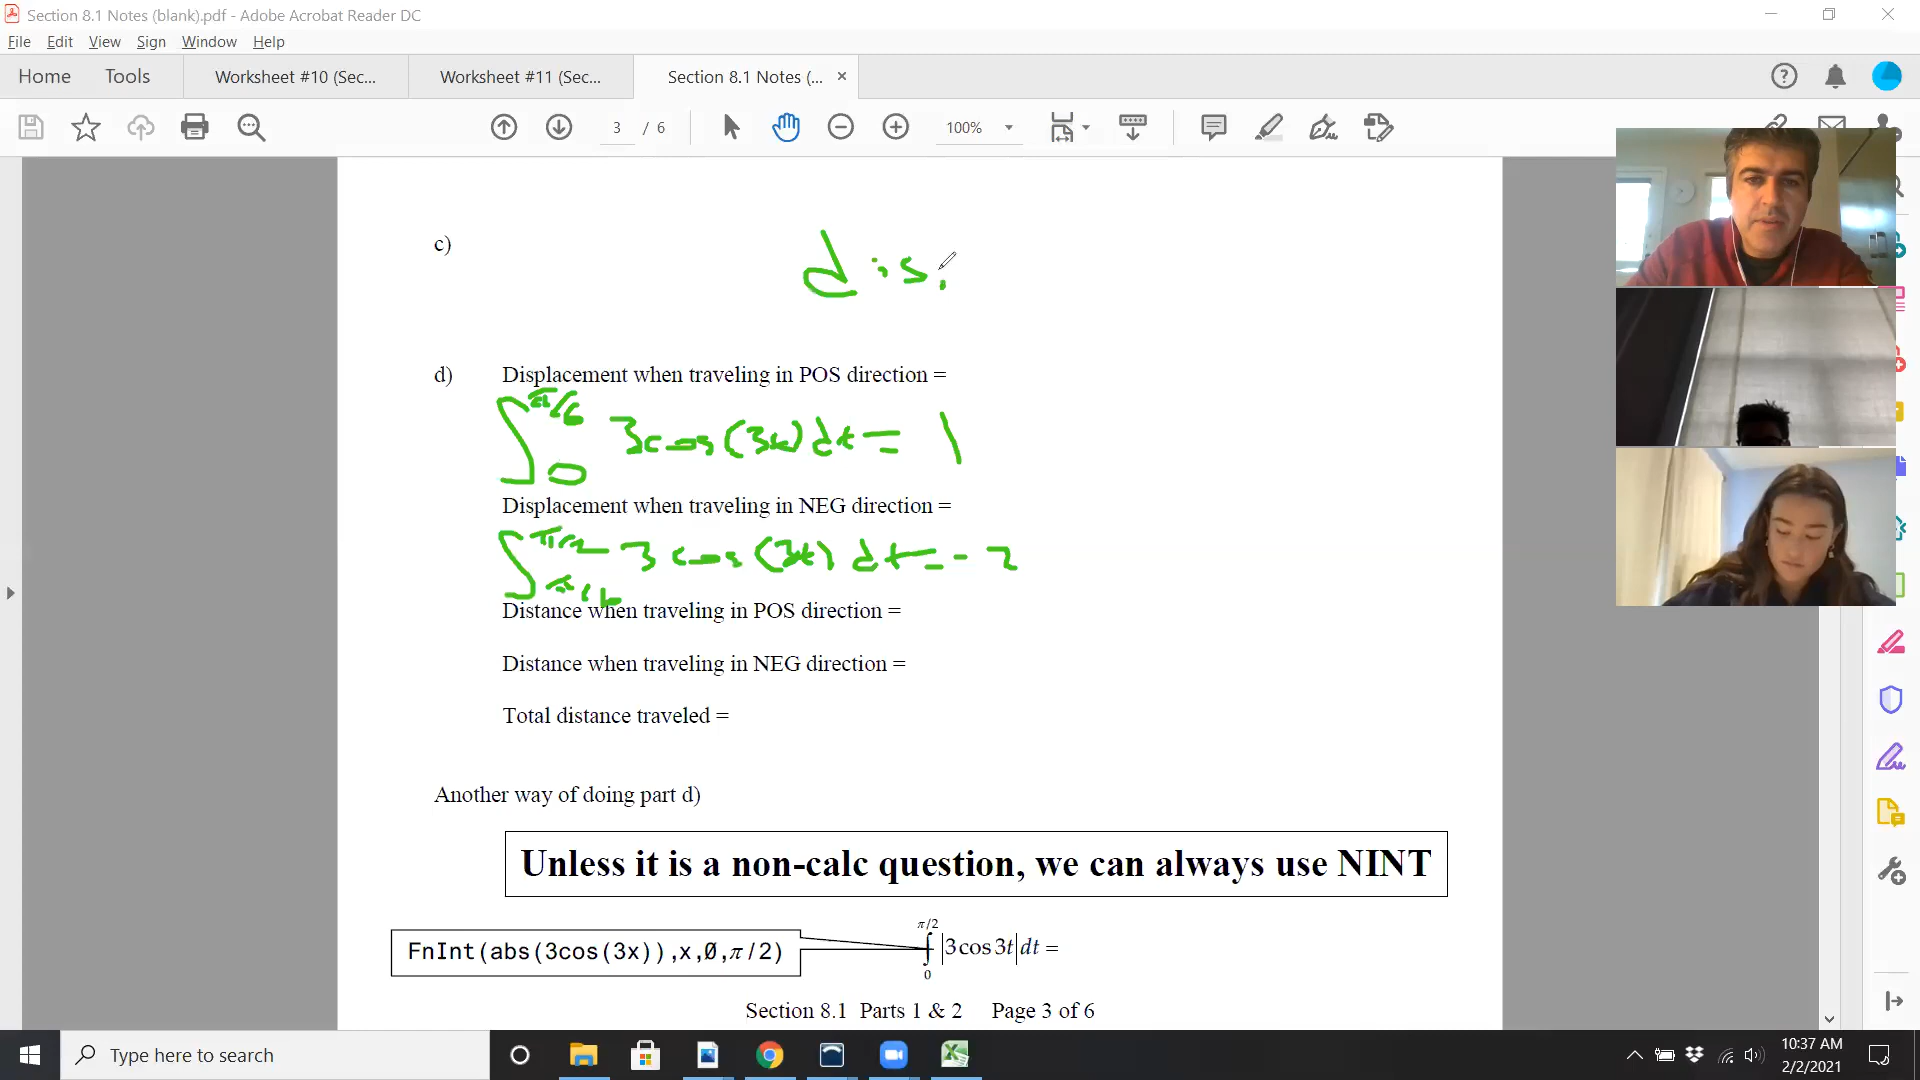 Section 8.1 Notes (blank).pdf - Adobe Acrobat Reader DC
File Edit View Sign Window Help
Home Tools Worksheet #10 (Sec... Worksheet #11 (Sec... Section 8.1 Notes (... ×
3 / 6 100%
c) dis.
d) Displacement when traveling in POS direction =
∫_0^{π/6} 3cos(3t)dt = 1
Displacement when traveling in NEG direction =
∫_{π/6}^{π/2} 3cos(3t)dt = -2
Distance when traveling in POS direction =
Distance when traveling in NEG direction =
Total distance traveled =
Another way of doing part d)
Unless it is a non-calc question, we can always use NINT
FnInt(abs(3cos(3x)),x,0,π/2) ∫_0^{π/2} |3cos3t|dt =
Section 8.1 Parts 1 & 2 Page 3 of 6
Type here to search
10:37 AM
2/2/2021